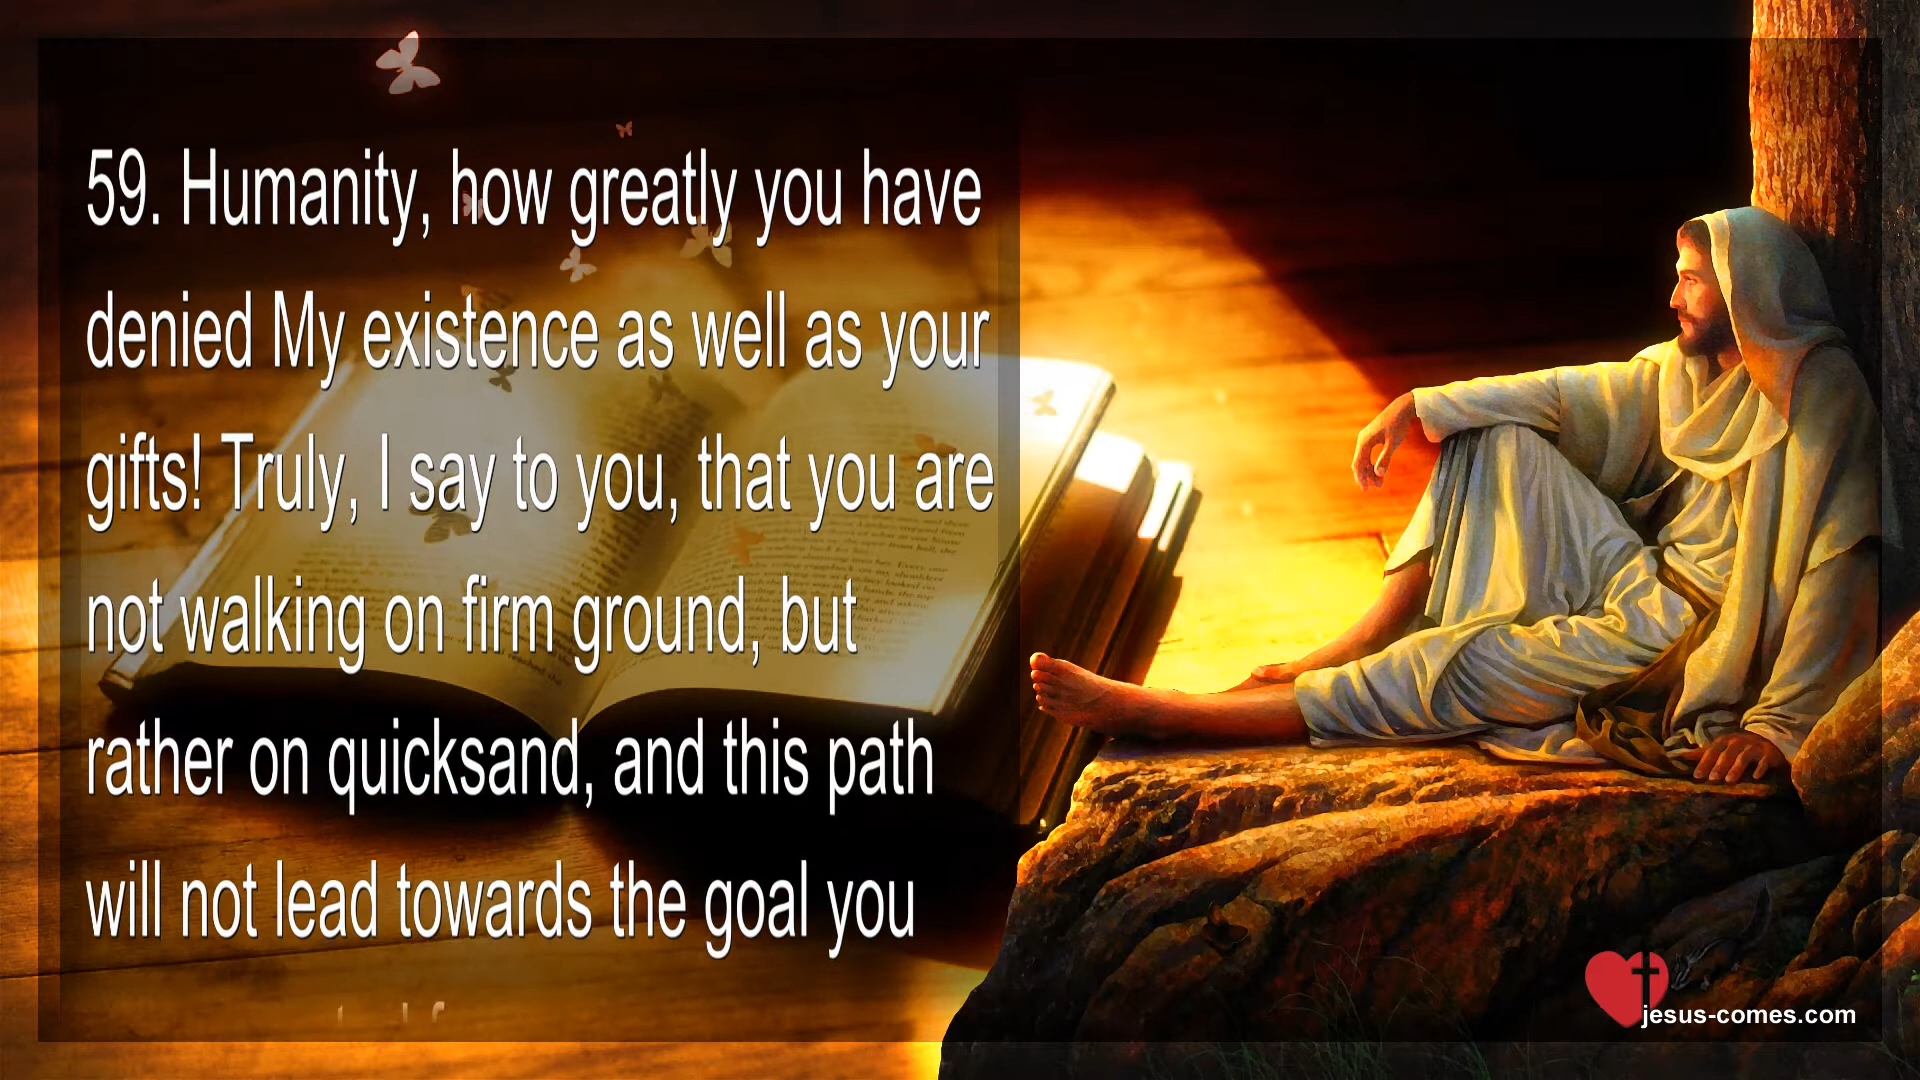 59. Humanity, how greatly you have
denied My existence as well as your
gifts! Truly, I say to you, that you are
not walking on firm ground, but
rather on quicksand, and this path
will not lead towards the goal you
jesus-comes.com